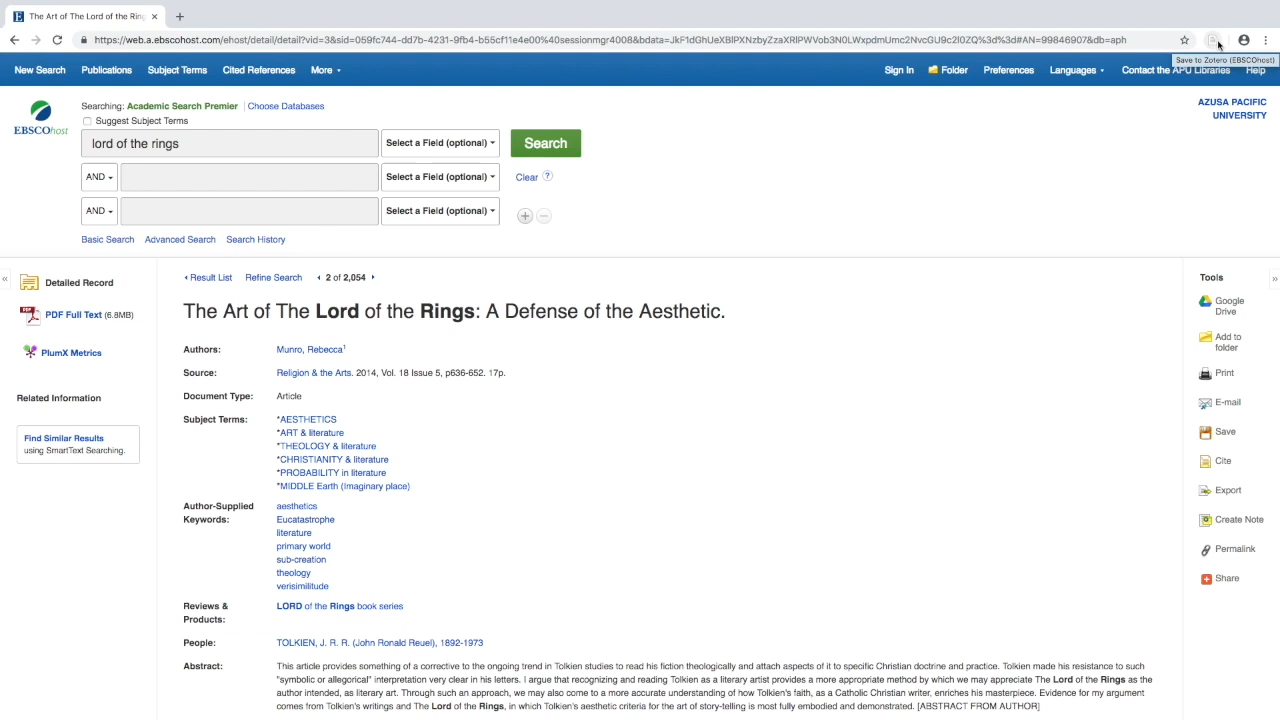 The Art of The Lord of the Ring
https://web.a.ebscohost.com/ehost/detail/detail?vid=3&sid=059fc744-dd7b-4231-9fb4-b55cf11e4e00%40sessionmgr4008&bdata=JkF1dGhUeXBlPXNzbyZzaXRlPWVob3N0LWxpdmUmc2NvcGU9c2l0ZQ%3d%3d#AN=99846907&db=aph
Save to Zotero (EBSCOhost)
New Search Publications Subject Terms Cited References More Sign In Folder Preferences Languages Contact the APU Libraries Help
EBSCOhost
Searching: Academic Search Premier Choose Databases
Suggest Subject Terms
AZUSA PACIFIC
UNIVERSITY
lord of the rings Select a Field (optional) Search
AND Select a Field (optional) Clear ?
AND Select a Field (optional)
Basic Search Advanced Search Search History
Detailed Record
PDF Full Text (6.8MB)
PlumX Metrics
Related Information
Find Similar Results
using SmartText Searching.
Result List Refine Search 2 of 2,054
The Art of The Lord of the Rings: A Defense of the Aesthetic.
Authors: Munro, Rebecca1
Source: Religion & the Arts. 2014, Vol. 18 Issue 5, p636-652. 17p.
Document Type: Article
Subject Terms: *AESTHETICS
*ART & literature
*THEOLOGY & literature
*CHRISTIANITY & literature
*PROBABILITY in literature
*MIDDLE Earth (Imaginary place)
Author-Supplied
Keywords:
aesthetics
Eucatastrophe
literature
primary world
sub-creation
theology
verisimilitude
Reviews &
Products:
LORD of the Rings book series
People: TOLKIEN, J. R. R. (John Ronald Reuel), 1892-1973
Abstract: This article provides something of a corrective to the ongoing trend in Tolkien studies to read his fiction theologically and attach aspects of it to specific Christian doctrine and practice. Tolkien made his resistance to such
"symbolic or allegorical" interpretation very clear in his letters. I argue that recognizing and reading Tolkien as a literary artist provides a more appropriate method by which we may appreciate The Lord of the Rings as the
author intended, as literary art. Through such an approach, we may also come to a more accurate understanding of how Tolkien's faith, as a Catholic Christian writer, enriches his masterpiece. Evidence for my argument
comes from Tolkien's writings and The Lord of the Rings, in which Tolkien's aesthetic criteria for the art of story-telling is most fully embodied and demonstrated. [ABSTRACT FROM AUTHOR]
Tools
Google
Drive
Add to
folder
Print
E-mail
Save
Cite
Export
Create Note
Permalink
Share